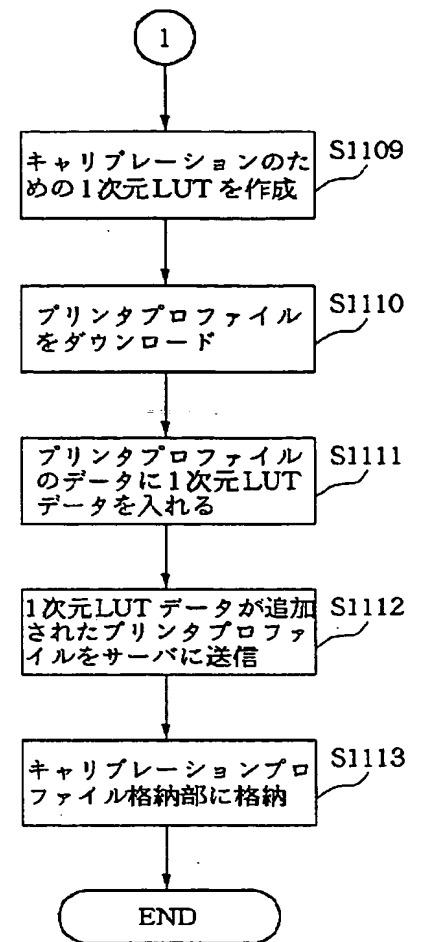 1
キャリブレーションのた
めの1次元LUTを作成
S1109
プリンタプロファイル
をダウンロード
S1110
プリンタプロファイル
のデータに1次元LUT
データを入れる
S1111
1次元LUTデータが追加
されたプリンタプロファ
イルをサーバに送信
S1112
キャリブレーションプロ
ファイル格納部に格納
S1113
END